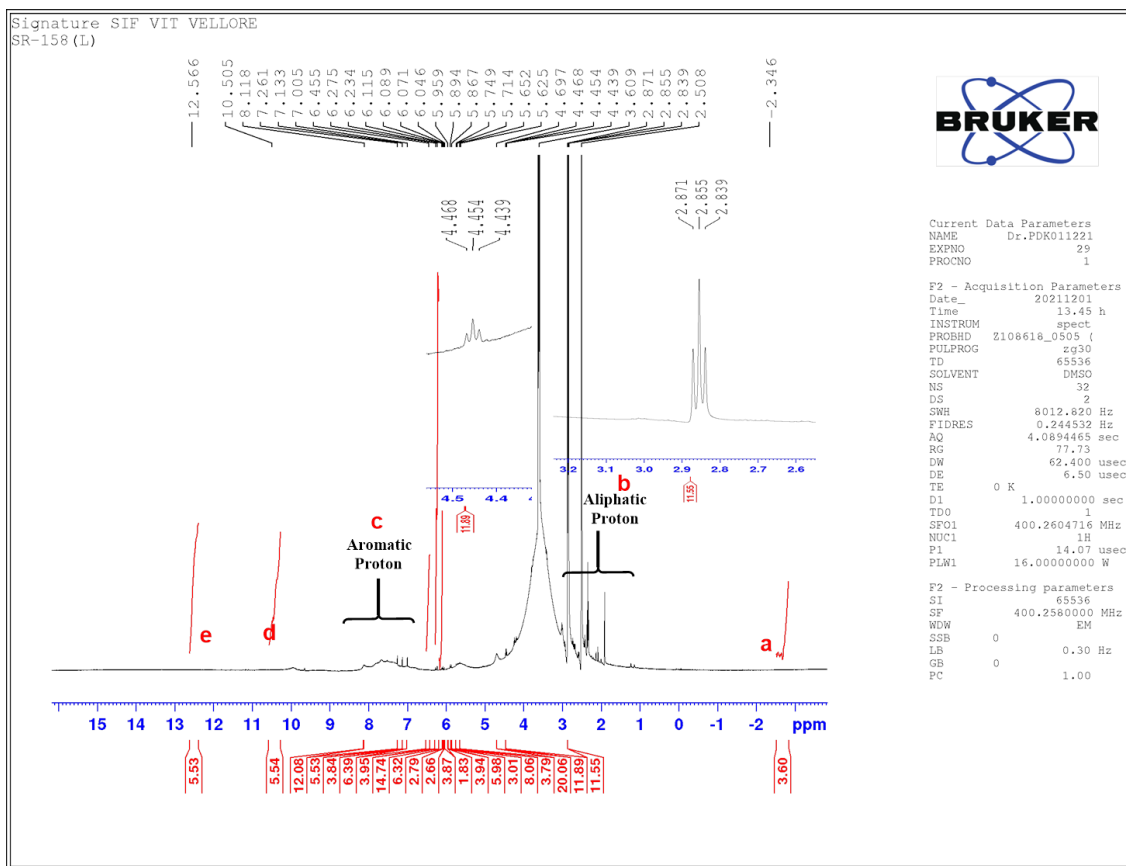 Signature SIF VIT VELLORE
SR-158(L)
12.566
10.505
8.118
7.261
7.133
7.005
6.455
6.275
6.234
6.115
6.089
6.071
6.046
5.959
5.894
5.867
5.749
5.714
5.652
5.625
4.697
4.468
4.454
4.439
3.609
2.871
2.855
2.839
2.508
-2.346
BRUKER
4.468
4.454
4.439
2.871
2.855
2.839
4.5 4.4 4
11.89
3.2 3.1 3.0 2.9 2.8 2.7 2.6
11.55
b
Aliphatic
Proton
c
Aromatic
Proton
e
d
a
15 14 13 12 11 10 9 8 7 6 5 4 3 2 1 0 -1 -2 ppm
5.53
5.54
12.08
5.53
3.84
6.39
3.95
14.74
6.32
2.79
2.66
3.87
1.83
3.94
5.98
3.01
8.06
3.79
20.06
11.89
11.55
3.60
Current Data Parameters
NAME Dr.PDK011221
EXPNO 29
PROCNO 1
F2 - Acquisition Parameters
Date_ 20211201
Time 13.45 h
INSTRUM spect
PROBHD Z108618_0505 (
PULPROG zg30
TD 65536
SOLVENT DMSO
NS 32
DS 2
SWH 8012.820 Hz
FIDRES 0.244532 Hz
AQ 4.0894465 sec
RG 77.73
DW 62.400 usec
DE 6.50 usec
TE 0 K
D1 1.00000000 sec
TD0 1
SFO1 400.2604716 MHz
NUC1 1H
P1 14.07 usec
PLW1 16.00000000 W
F2 - Processing parameters
SI 65536
SF 400.2580000 MHz
WDW EM
SSB 0
LB 0.30 Hz
GB 0
PC 1.00